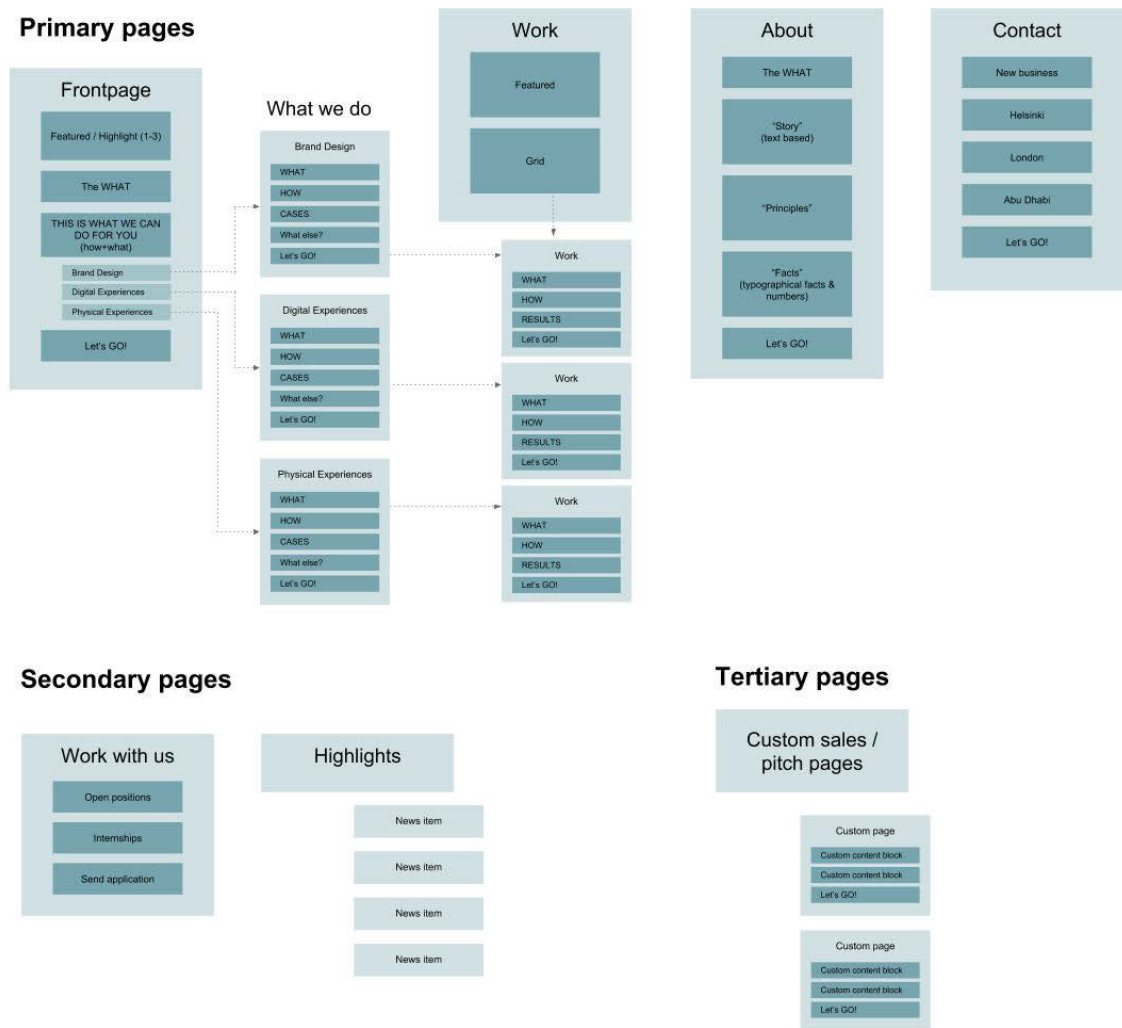 Primary pages
Frontpage
Featured / Highlight (1-3)
The WHAT
THIS IS WHAT WE CAN
DO FOR YOU
(how+what)
Brand Design
Digital Experiences
Physical Experiences
Let's GO!
What we do
Brand Design
WHAT
HOW
CASES
What else?
Let's GO!
Digital Experiences
WHAT
HOW
CASES
What else?
Let's GO!
Physical Experiences
WHAT
HOW
CASES
What else?
Let's GO!
Work
Featured
Grid
Work
WHAT
HOW
RESULTS
Let's GO!
Work
WHAT
HOW
RESULTS
Let's GO!
Work
WHAT
HOW
RESULTS
Let's GO!
About
The WHAT
“Story”
(text based)
“Principles”
“Facts”
(typographical facts &
numbers)
Let's GO!
Contact
New business
Helsinki
London
Abu Dhabi
Let's GO!
Secondary pages
Work with us
Open positions
Internships
Send application
Highlights
News item
News item
News item
News item
Tertiary pages
Custom sales /
pitch pages
Custom page
Custom content block
Custom content block
Let's GO!
Custom page
Custom content block
Custom content block
Let's GO!